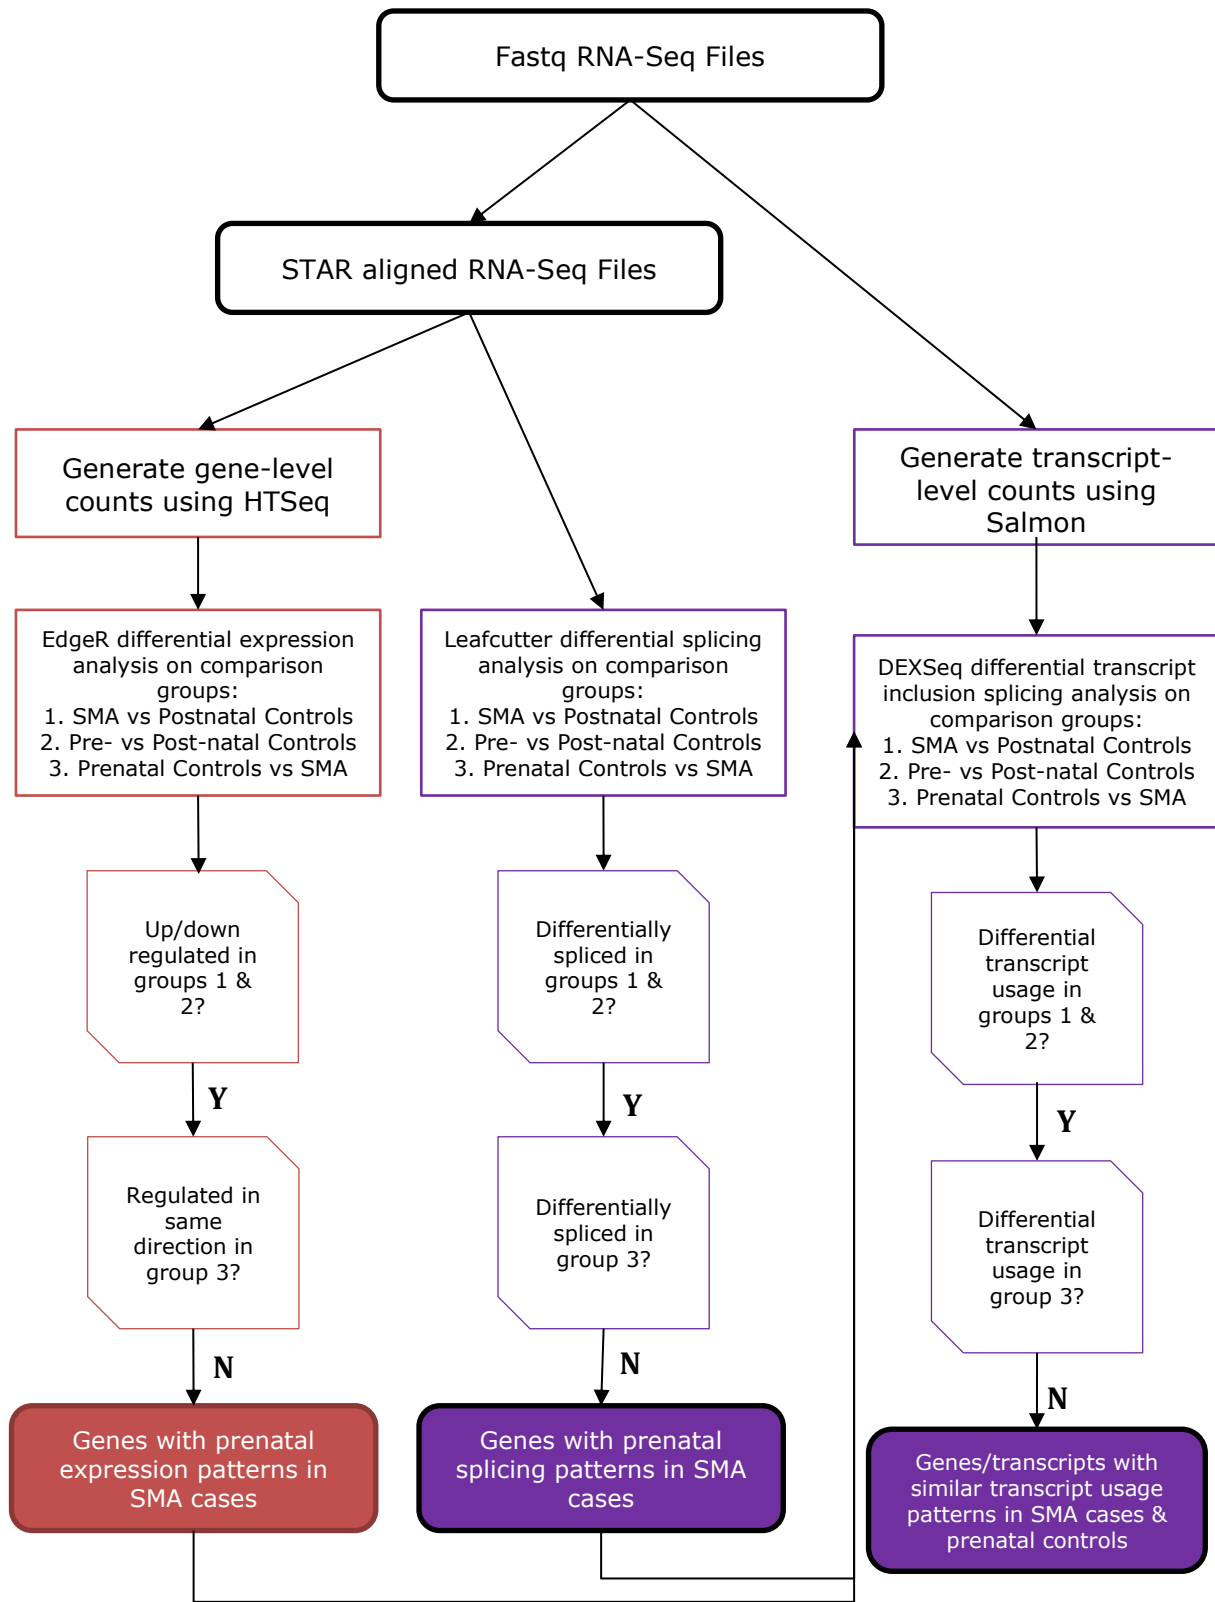 Fastq RNA-Seq Files
STAR aligned RNA-Seq Files
Generate gene-level
counts using HTSeq
Generate transcript-
level counts using
Salmon
EdgeR differential expression
analysis on comparison
groups:
1. SMA vs Postnatal Controls
2. Pre- vs Post-natal Controls
3. Prenatal Controls vs SMA
Leafcutter differential splicing
analysis on comparison
groups:
1. SMA vs Postnatal Controls
2. Pre- vs Post-natal Controls
3. Prenatal Controls vs SMA
DEXSeq differential transcript
inclusion splicing analysis on
comparison groups:
1. SMA vs Postnatal Controls
2. Pre- vs Post-natal Controls
3. Prenatal Controls vs SMA
Up/down
regulated in
groups 1 &
2?
Differentially
spliced in
groups 1 &
2?
Differential
transcript
usage in
groups 1 &
2?
Y
Y
Y
Regulated in
same
direction in
group 3?
Differentially
spliced in
group 3?
Differential
transcript
usage in
group 3?
N
N
N
Genes with prenatal
expression patterns in
SMA cases
Genes with prenatal
splicing patterns in SMA
cases
Genes/transcripts with
similar transcript usage
patterns in SMA cases &
prenatal controls